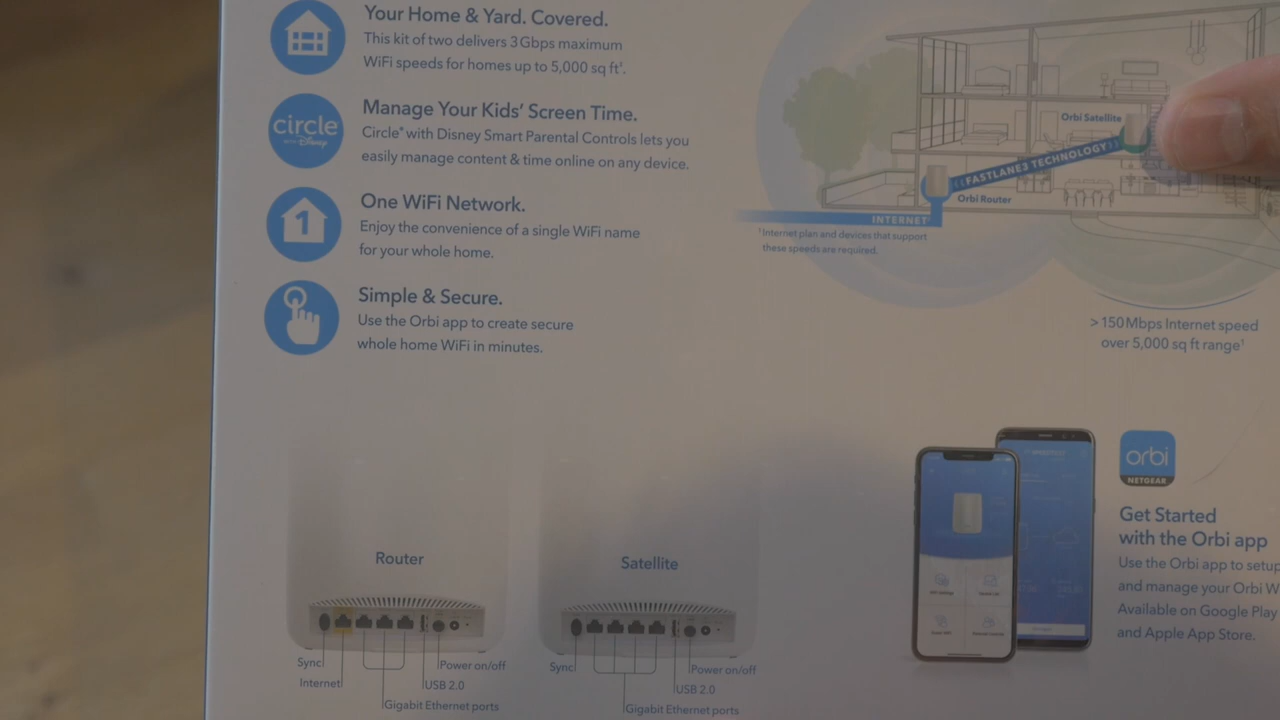 Your Home & Yard. Covered.
This kit of two delivers 3Gbps maximum
WiFi speeds for homes up to 5,000 sq ft¹.
circle
WITH Disney
Manage Your Kids' Screen Time.
Circle® with Disney Smart Parental Controls lets you
easily manage content & time online on any device.
1
One WiFi Network.
Enjoy the convenience of a single WiFi name
for your whole home.
Simple & Secure.
Use the Orbi app to create secure
whole home WiFi in minutes.
Orbi Satellite
FASTLANE3 TECHNOLOGY
Orbi Router
INTERNET
¹Internet plan and devices that support
these speeds are required.
>150Mbps Internet speed
over 5,000 sq ft range¹
Router
Sync
Internet
Gigabit Ethernet ports
USB 2.0
Power on/off
Satellite
Sync
Gigabit Ethernet ports
USB 2.0
Power on/off
orbi
NETGEAR
Get Started
with the Orbi app
Use the Orbi app to setup
and manage your Orbi W
Available on Google Play
and Apple App Store.